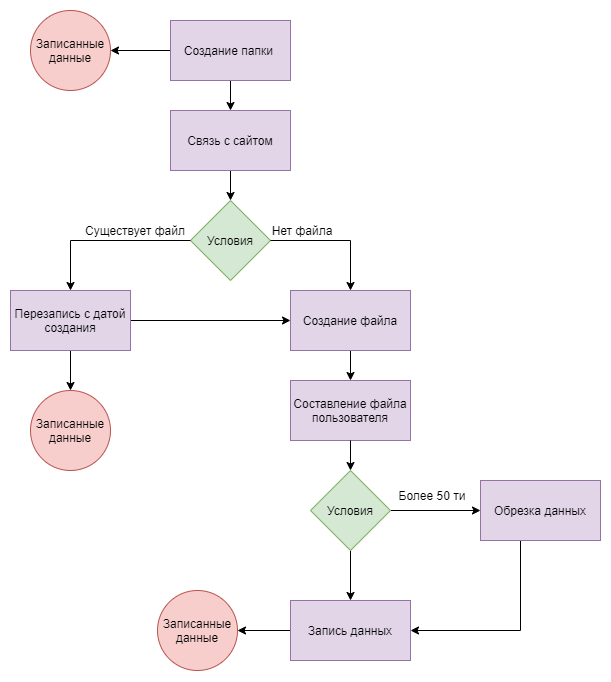 Записанные
данные
Создание папки
Связь с сайтом
Условия
Существует файл
Нет файла
Перезапись с датой
создания
Создание файла
Записанные
данные
Составление файла
пользователя
Условия
Более 50 ти
Обрезка данных
Записанные
данные
Запись данных